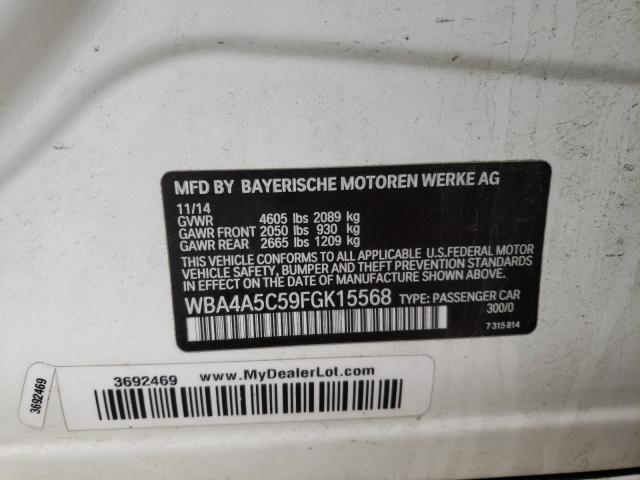 MFD BY BAYERISCHE MOTOREN WERKE AG
11/14
GVWR 4605 lbs 2089 kg
GAWR FRONT 2050 lbs 930 kg
GAWR REAR 2665 lbs 1209 kg
THIS VEHICLE CONFORMS TO ALL APPLICABLE U.S.FEDERAL MOTOR
VEHICLE SAFETY, BUMPER AND THEFT PREVENTION STANDARDS
IN EFFECT ON THE DATE OF MANUFACTURE SHOWN ABOVE.
WBA4A5C59FGK15568 TYPE: PASSENGER CAR
300/0
7 315 814
3692469 www.MyDealerLot.com
3692469